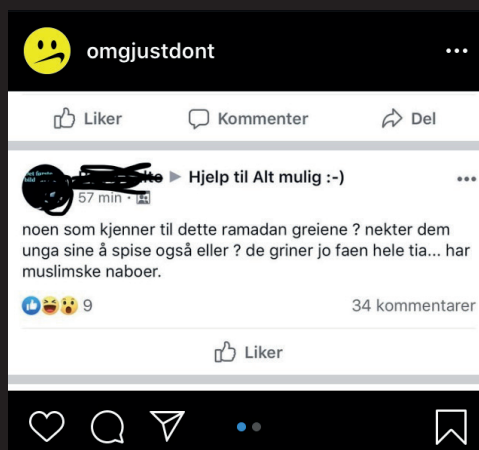 omgjustdont
Liker Kommenter Del
Hjelp til Alt mulig :-)
57 min
noen som kjenner til dette ramadan greiene ? nekter dem
unga sine å spise også eller ? de griner jo faen hele tia... har
muslimske naboer.
9 34 kommentarer
Liker